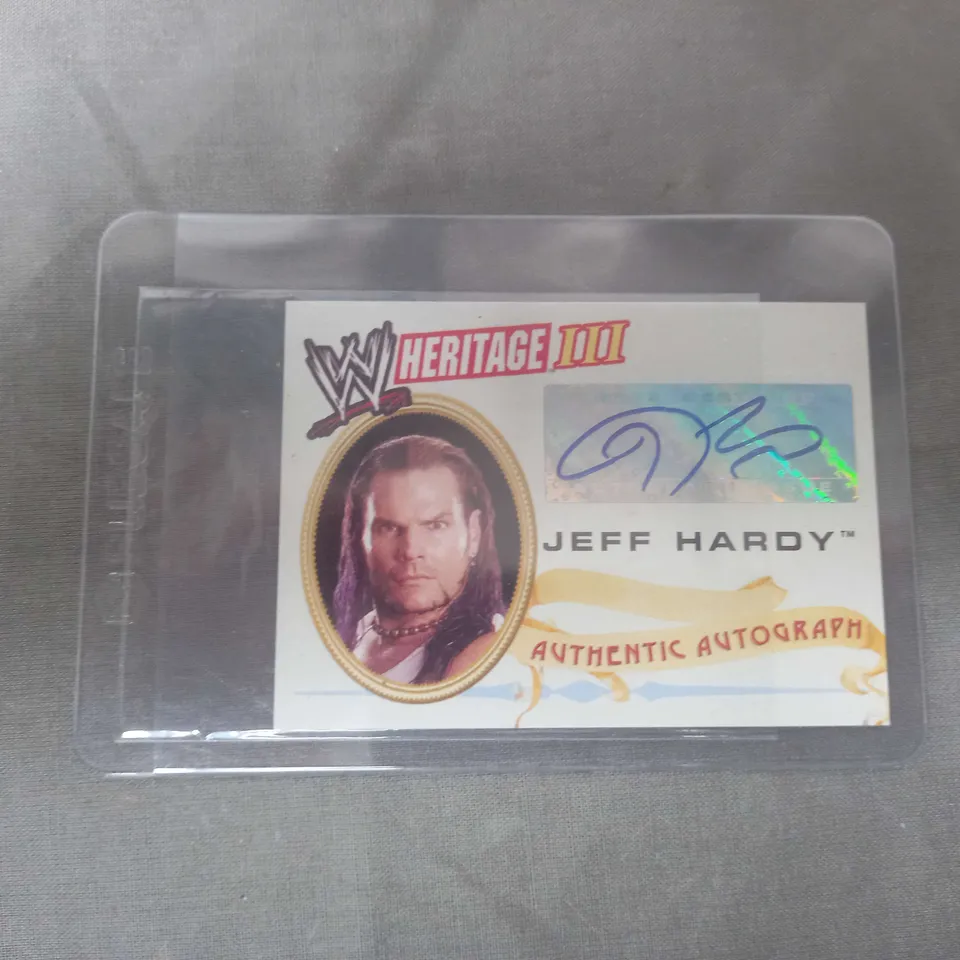 W HERITAGE III
JEFF HARDY™
AUTHENTIC AUTOGRAPH